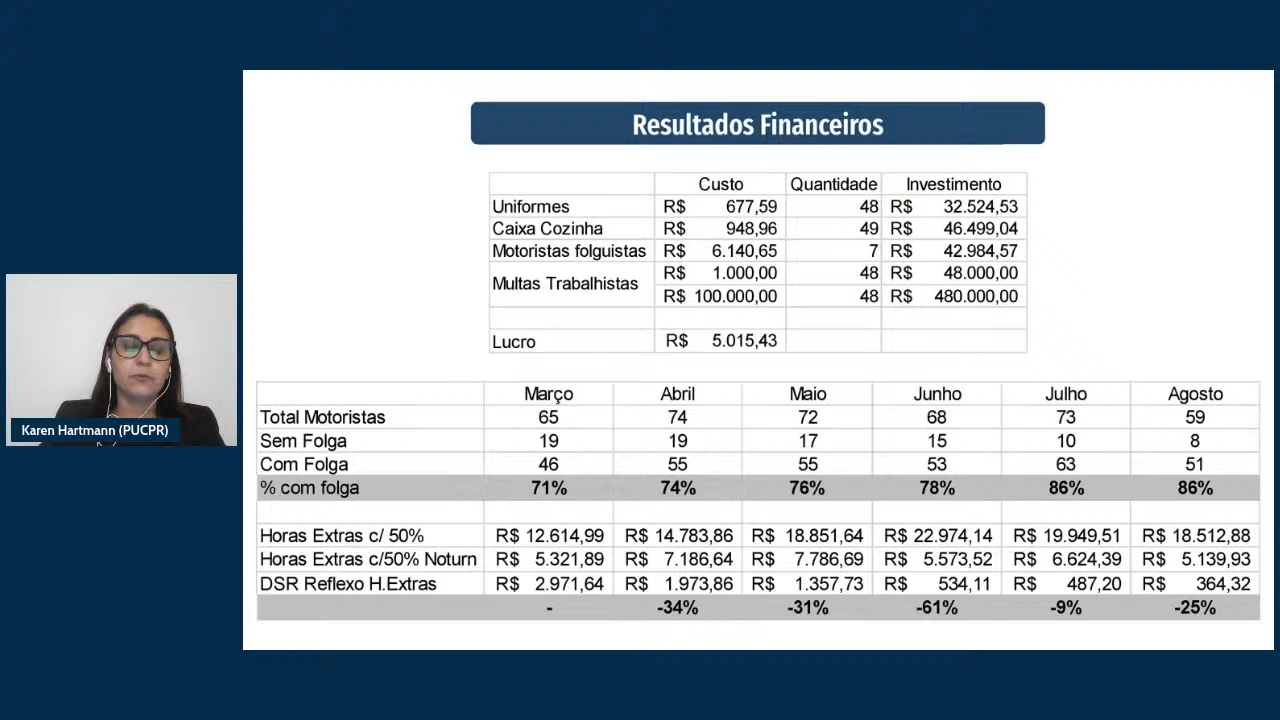 Resultados Financeiros
Custo Quantidade Investimento
Uniformes R$ 677,59 48 R$ 32.524,53
Caixa Cozinha R$ 948,96 49 R$ 46.499,04
Motoristas folguistas R$ 6.140,65 7 R$ 42.984,57
Multas Trabalhistas R$ 1.000,00 48 R$ 48.000,00
R$ 100.000,00 48 R$ 480.000,00
Lucro R$ 5.015,43
Março Abril Maio Junho Julho Agosto
Total Motoristas 65 74 72 68 73 59
Sem Folga 19 19 17 15 10 8
Com Folga 46 55 55 53 63 51
% com folga 71% 74% 76% 78% 86% 86%
Horas Extras c/ 50% R$ 12.614,99 R$ 14.783,86 R$ 18.851,64 R$ 22.974,14 R$ 19.949,51 R$ 18.512,88
Horas Extras c/50% Noturn R$ 5.321,89 R$ 7.186,64 R$ 7.786,69 R$ 5.573,52 R$ 6.624,39 R$ 5.139,93
DSR Reflexo H.Extras R$ 2.971,64 R$ 1.973,86 R$ 1.357,73 R$ 534,11 R$ 487,20 R$ 364,32
- -34% -31% -61% -9% -25%
Karen Hartmann (PUCPR)